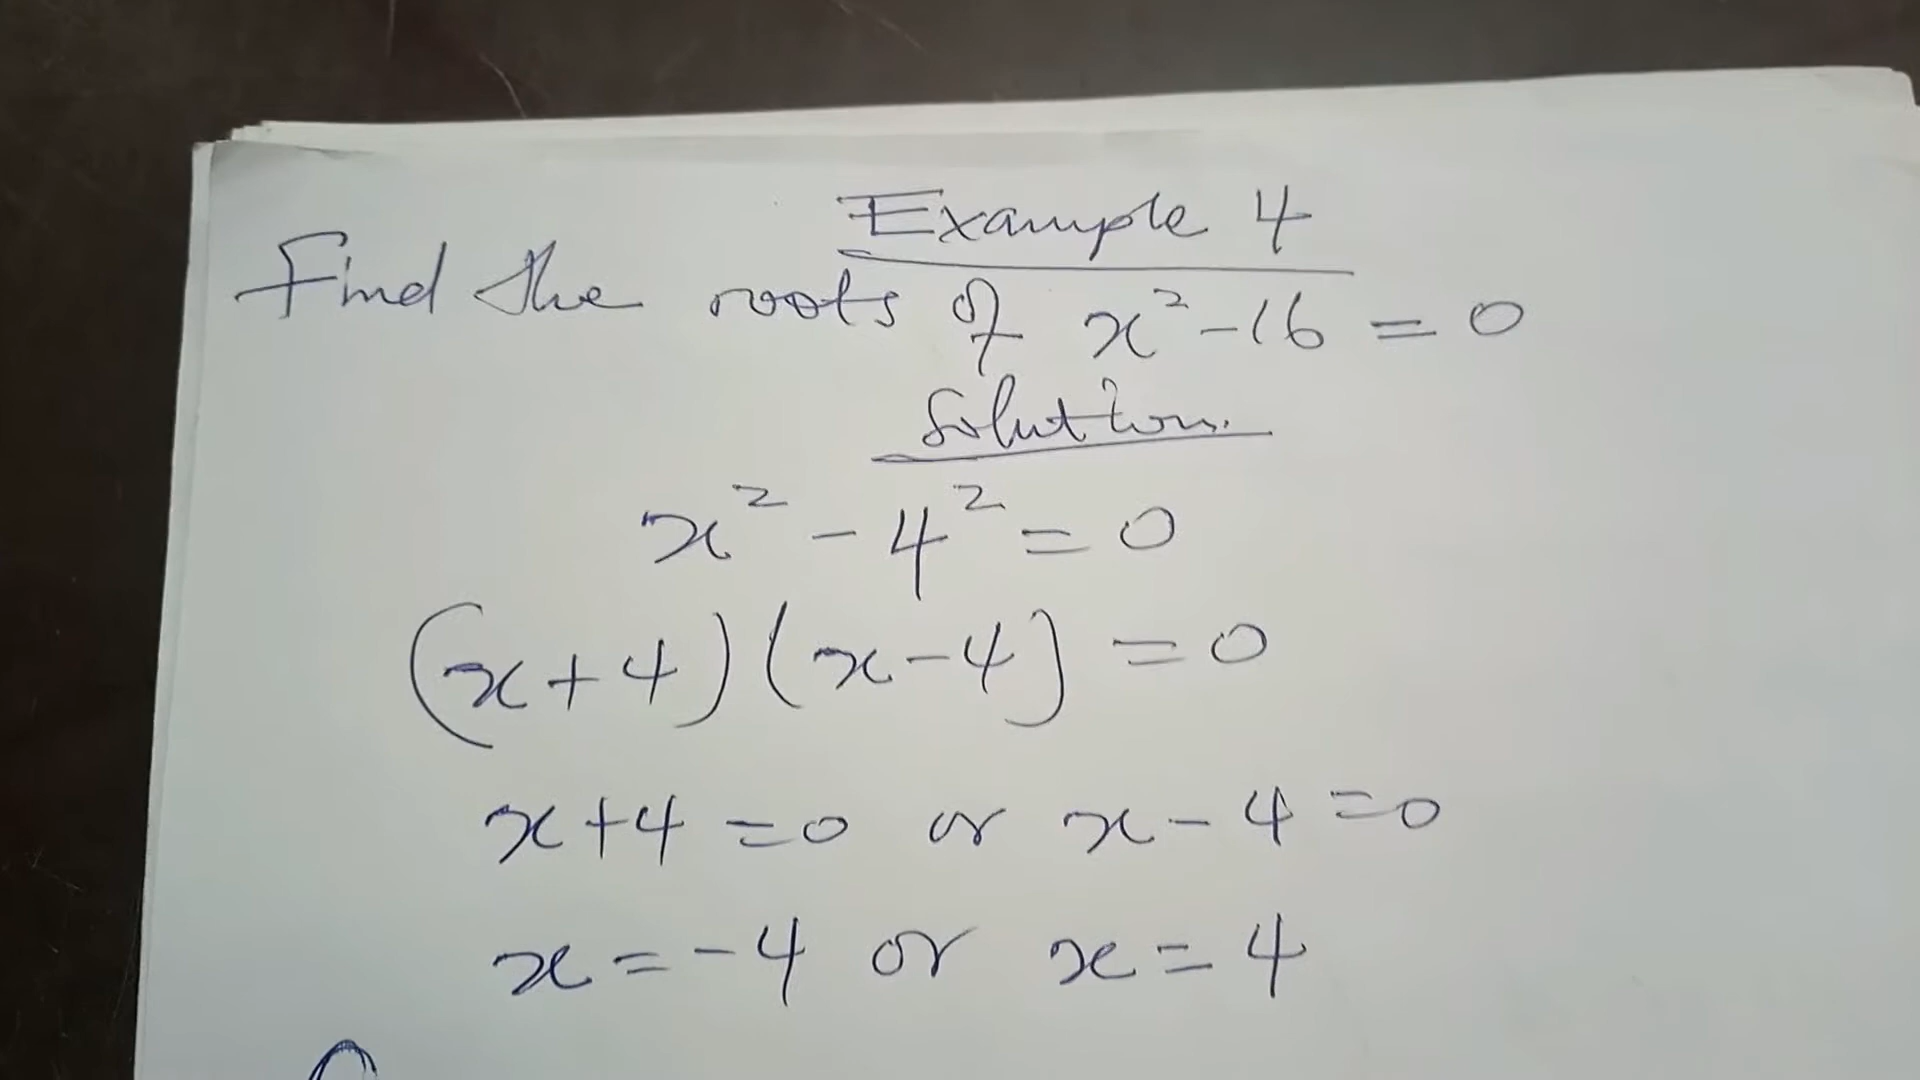 Example 4
Find the roots of x² - 16 = 0
Solution.
x² - 4² = 0
(x + 4)(x - 4) = 0
x + 4 = 0 or x - 4 = 0
x = -4 or x = 4